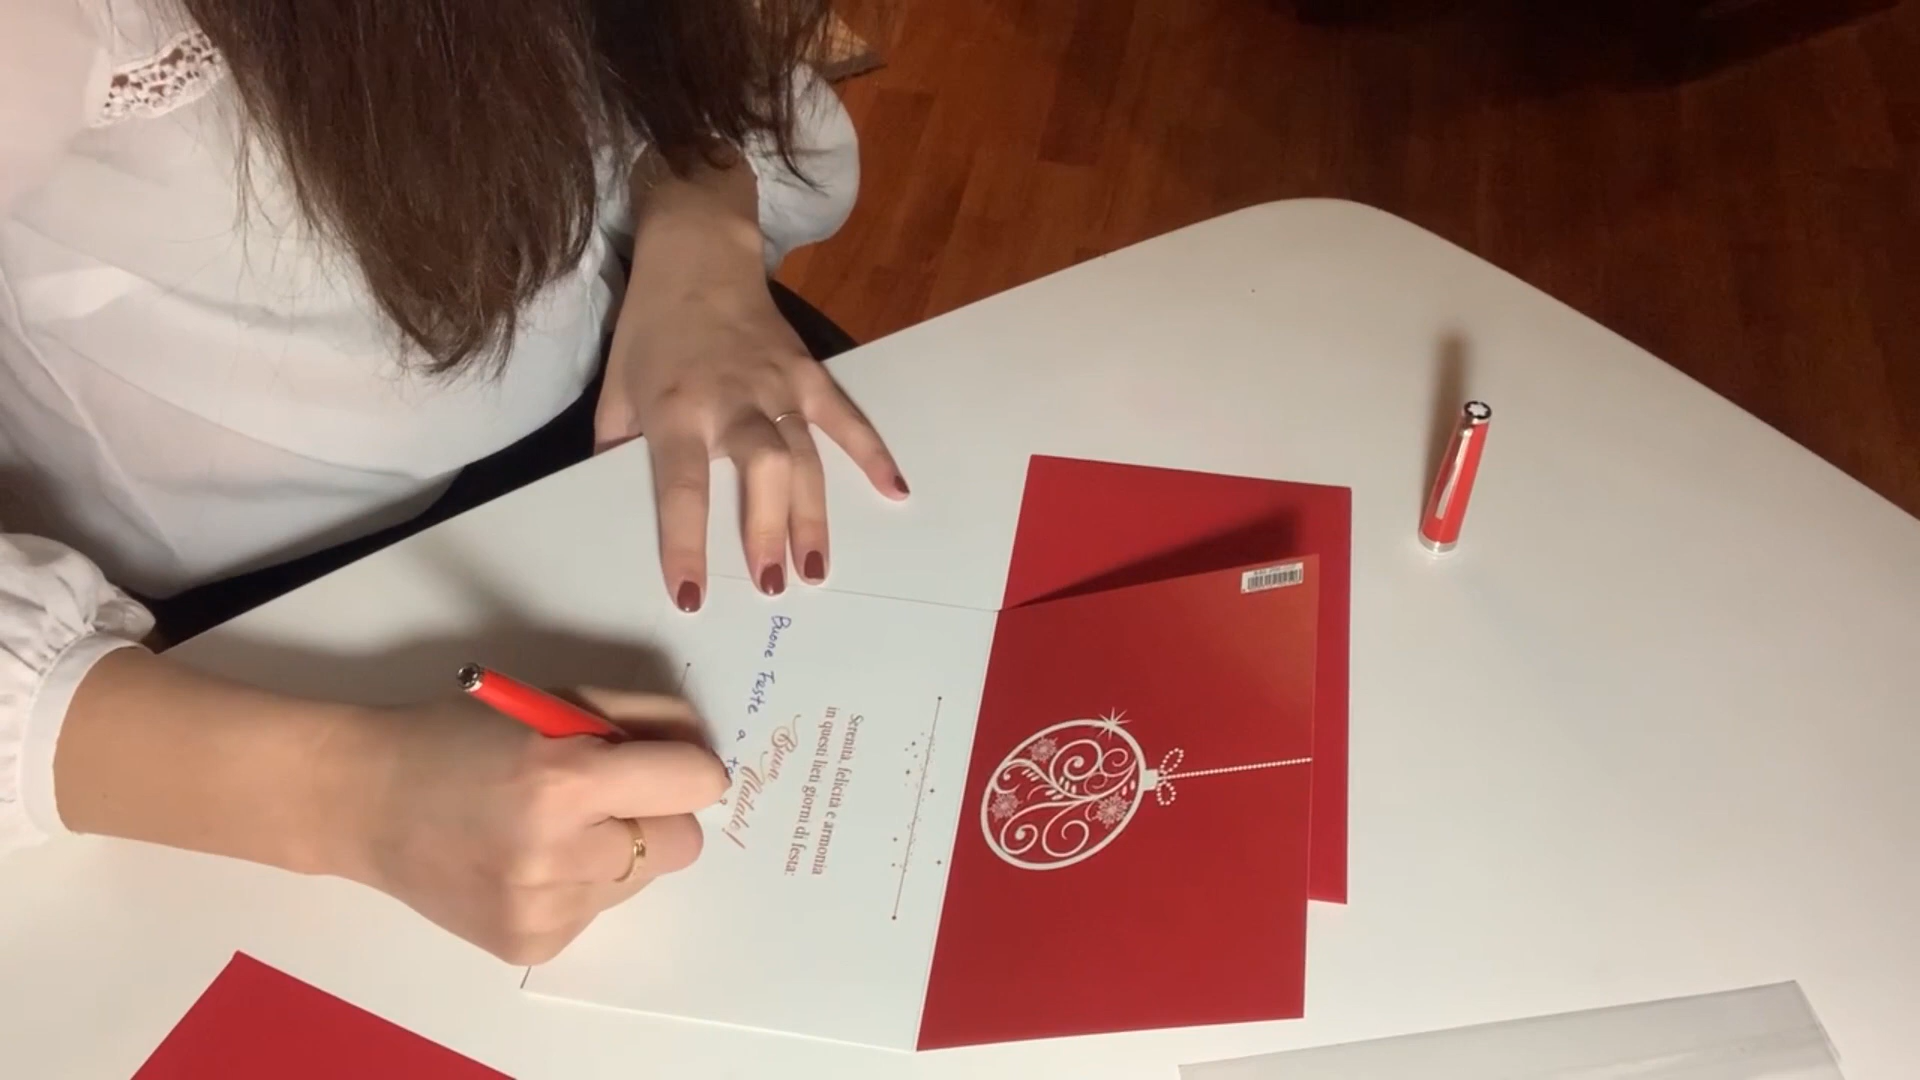 Serenità, felicità e armonia
in questi lieti giorni di festa:
Buon Natale!
Buone Feste a